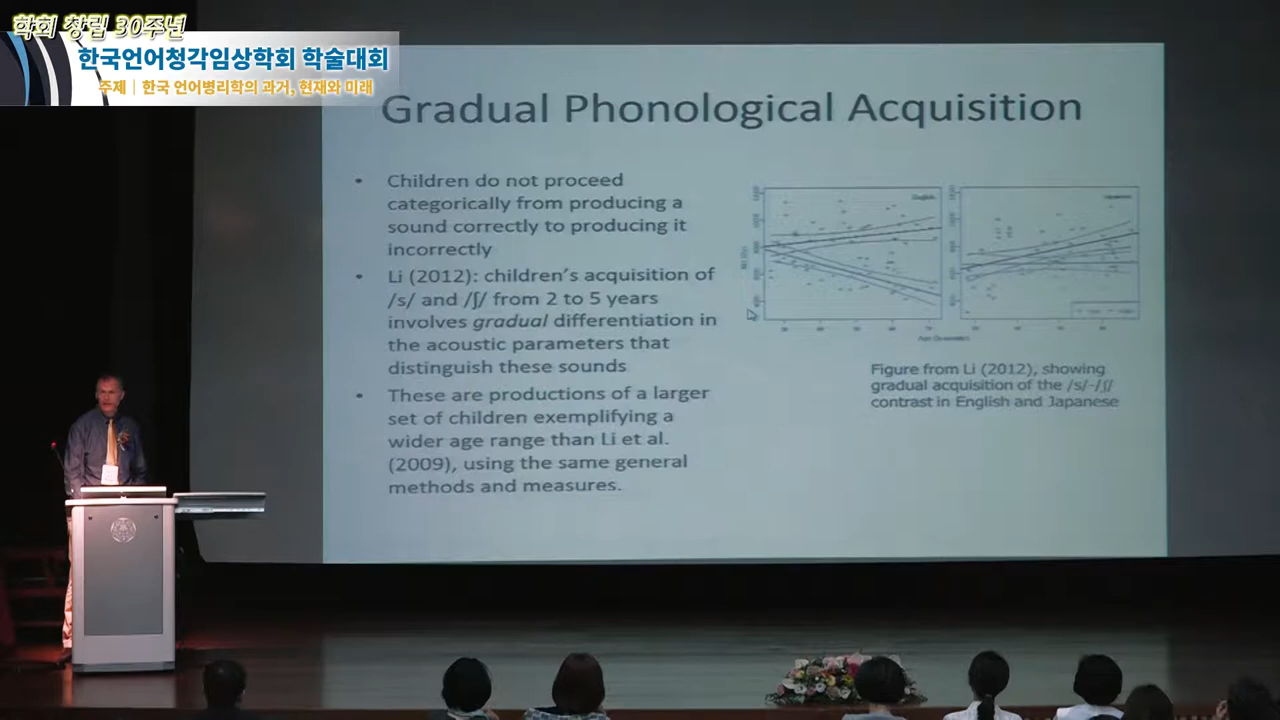 학회 창립 30주년
한국언어청각임상학회 학술대회
주제 | 한국 언어병리학의 과거, 현재와 미래
Gradual Phonological Acquisition
• Children do not proceed
categorically from producing a
sound correctly to producing it
incorrectly
• Li (2012): children's acquisition of
/s/ and /ʃ/ from 2 to 5 years
involves gradual differentiation in
the acoustic parameters that
distinguish these sounds
• These are productions of a larger
set of children exemplifying a
wider age range than Li et al.
(2009), using the same general
methods and measures.
English
Japanese
Figure from Li (2012), showing
gradual acquisition of the /s/-/ʃ/
contrast in English and Japanese